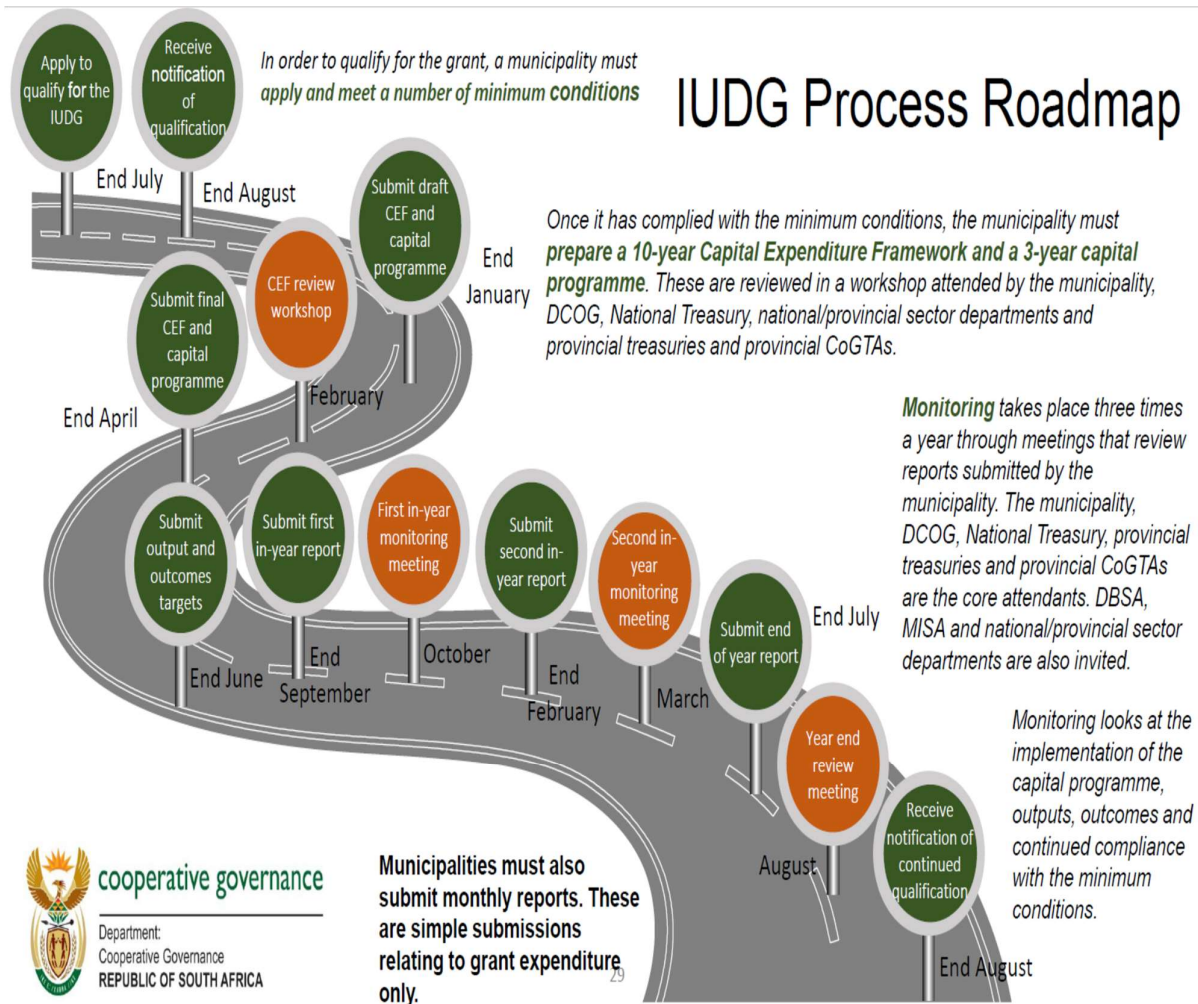 IUDG Process Roadmap
Apply to
qualify for the
IUDG
End July
Receive
notification
of
qualification
End August
In order to qualify for the grant, a municipality must
apply and meet a number of minimum conditions
Submit draft
CEF and
capital
programme
End
January
Once it has complied with the minimum conditions, the municipality must
prepare a 10-year Capital Expenditure Framework and a 3-year capital
programme. These are reviewed in a workshop attended by the municipality,
DCOG, National Treasury, national/provincial sector departments and
provincial treasuries and provincial CoGTAs.
CEF review
workshop
February
Submit final
CEF and
capital
programme
End April
Submit
output and
outcomes
targets
End June
Submit first
in-year report
End
September
First in-year
monitoring
meeting
October
Submit
second in-
year report
End
February
Second in-
year
monitoring
meeting
March
Submit end
of year report
End July
Year end
review
meeting
August
Receive
notification of
continued
qualification
End August
Monitoring takes place three times
a year through meetings that review
reports submitted by the
municipality. The municipality,
DCOG, National Treasury, provincial
treasuries and provincial CoGTAs
are the core attendants. DBSA,
MISA and national/provincial sector
departments are also invited.
Monitoring looks at the
implementation of the
capital programme,
outputs, outcomes and
continued compliance
with the minimum
conditions.
cooperative governance
Department:
Cooperative Governance
REPUBLIC OF SOUTH AFRICA
Municipalities must also
submit monthly reports. These
are simple submissions
relating to grant expenditure
only.
29